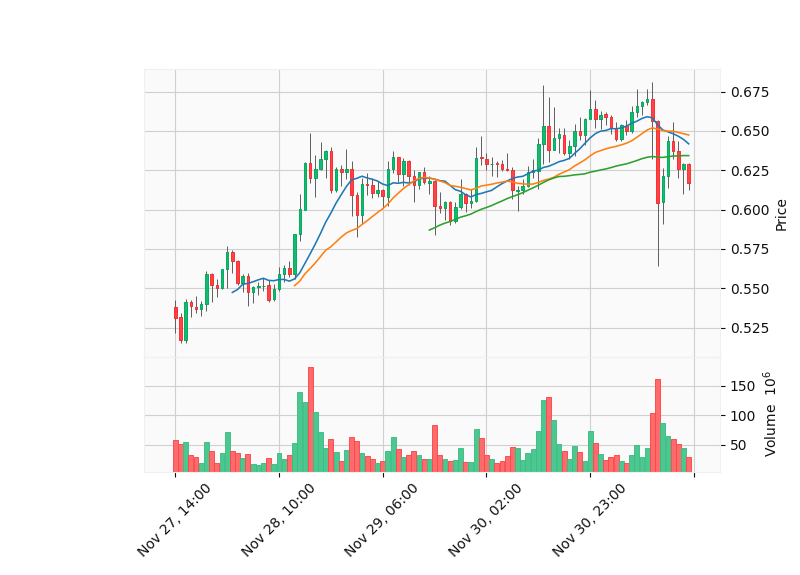 0.675
0.650
0.625
0.600
0.575
0.550
0.525
Price
150
100
50
Volume 10⁶
Nov 27, 14:00
Nov 28, 10:00
Nov 29, 06:00
Nov 30, 02:00
Nov 30, 23:00